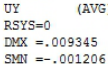 UY       (AVG
RSYS=0
DMX =.009345
SMN =-.001206